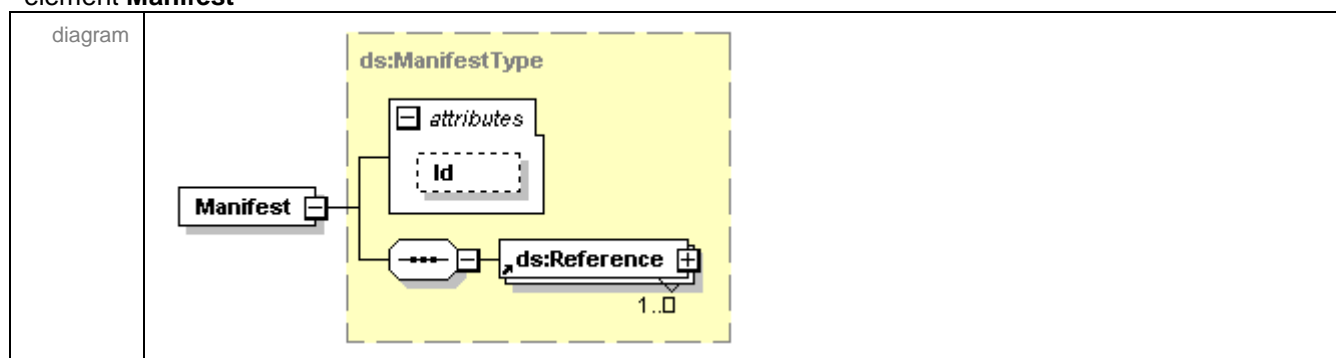 element Manifest
diagram
ds:ManifestType
attributes
Id
Manifest
ds:Reference
1..□